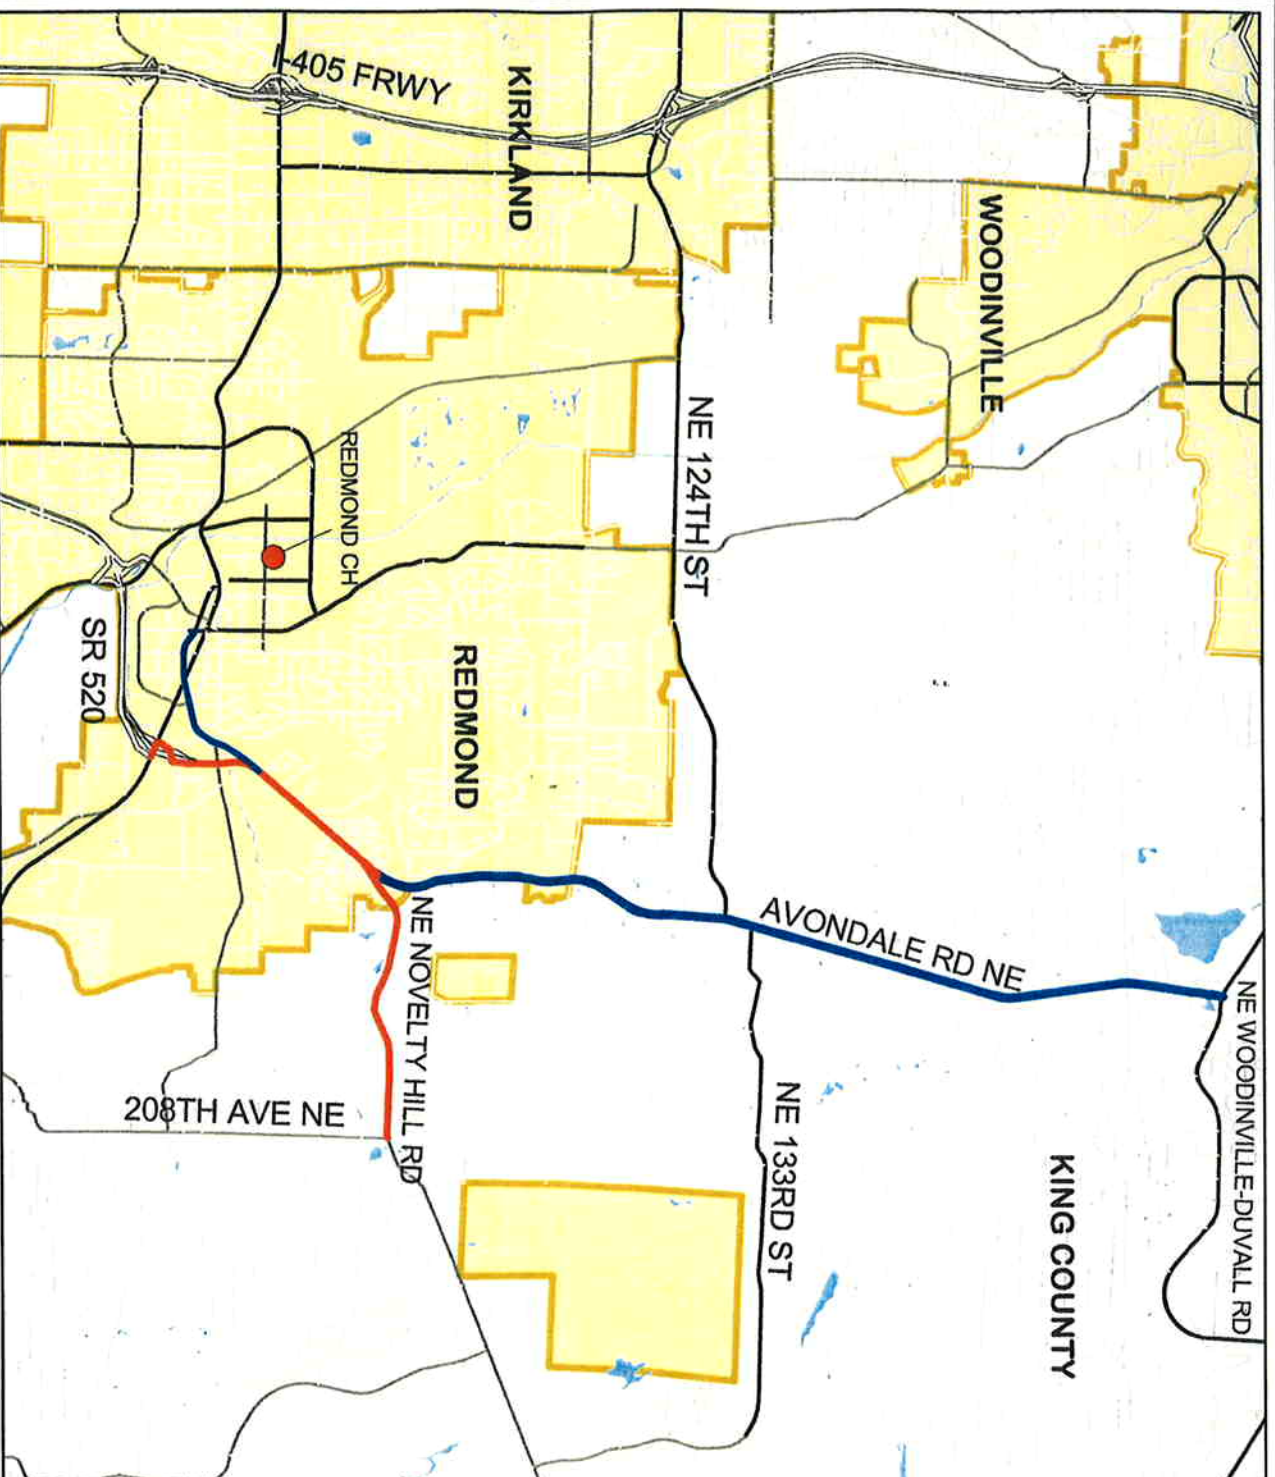 I-405 FRWY
KIRKLAND
WOODINVILLE
NE 124TH ST
REDMOND CH
SR 520
REDMOND
AVONDALE RD NE
NE NOVELTY HILL RD
208TH AVE NE
NE 133RD ST
KING COUNTY
NE WOODINVILLE-DUVALL RD